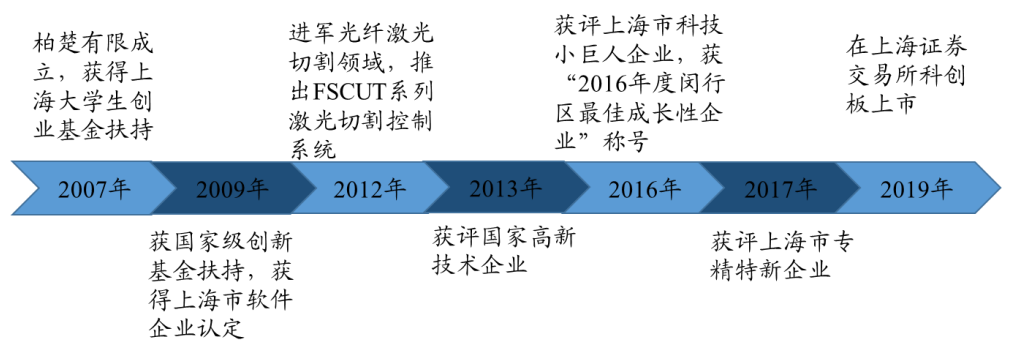 柏楚有限成
立，获得上
海大学生创
业基金扶持
进军光纤激光
切割领域，推
出FSCUT系列
激光切割控制
系统
获评上海市科技
小巨人企业，获
“2016年度闵行
区最佳成长性企
业”称号
在上海证券
交易所科创
板上市
2007年
2009年
2012年
2013年
2016年
2017年
2019年
获国家级创新
基金扶持，获
得上海市软件
企业认定
获评国家高新
技术企业
获评上海市专
精特新企业